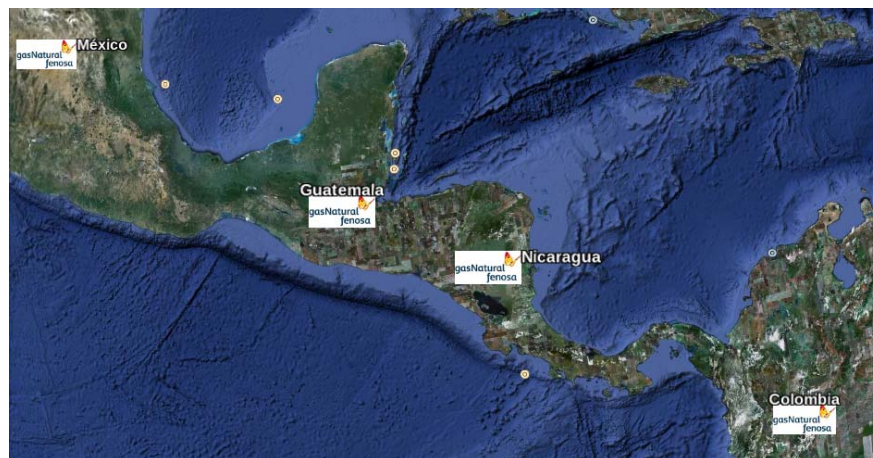 México
gasNatural
fenosa
Guatemala
gasNatural
fenosa
Nicaragua
gasNatural
fenosa
Colombia
gasNatural
fenosa